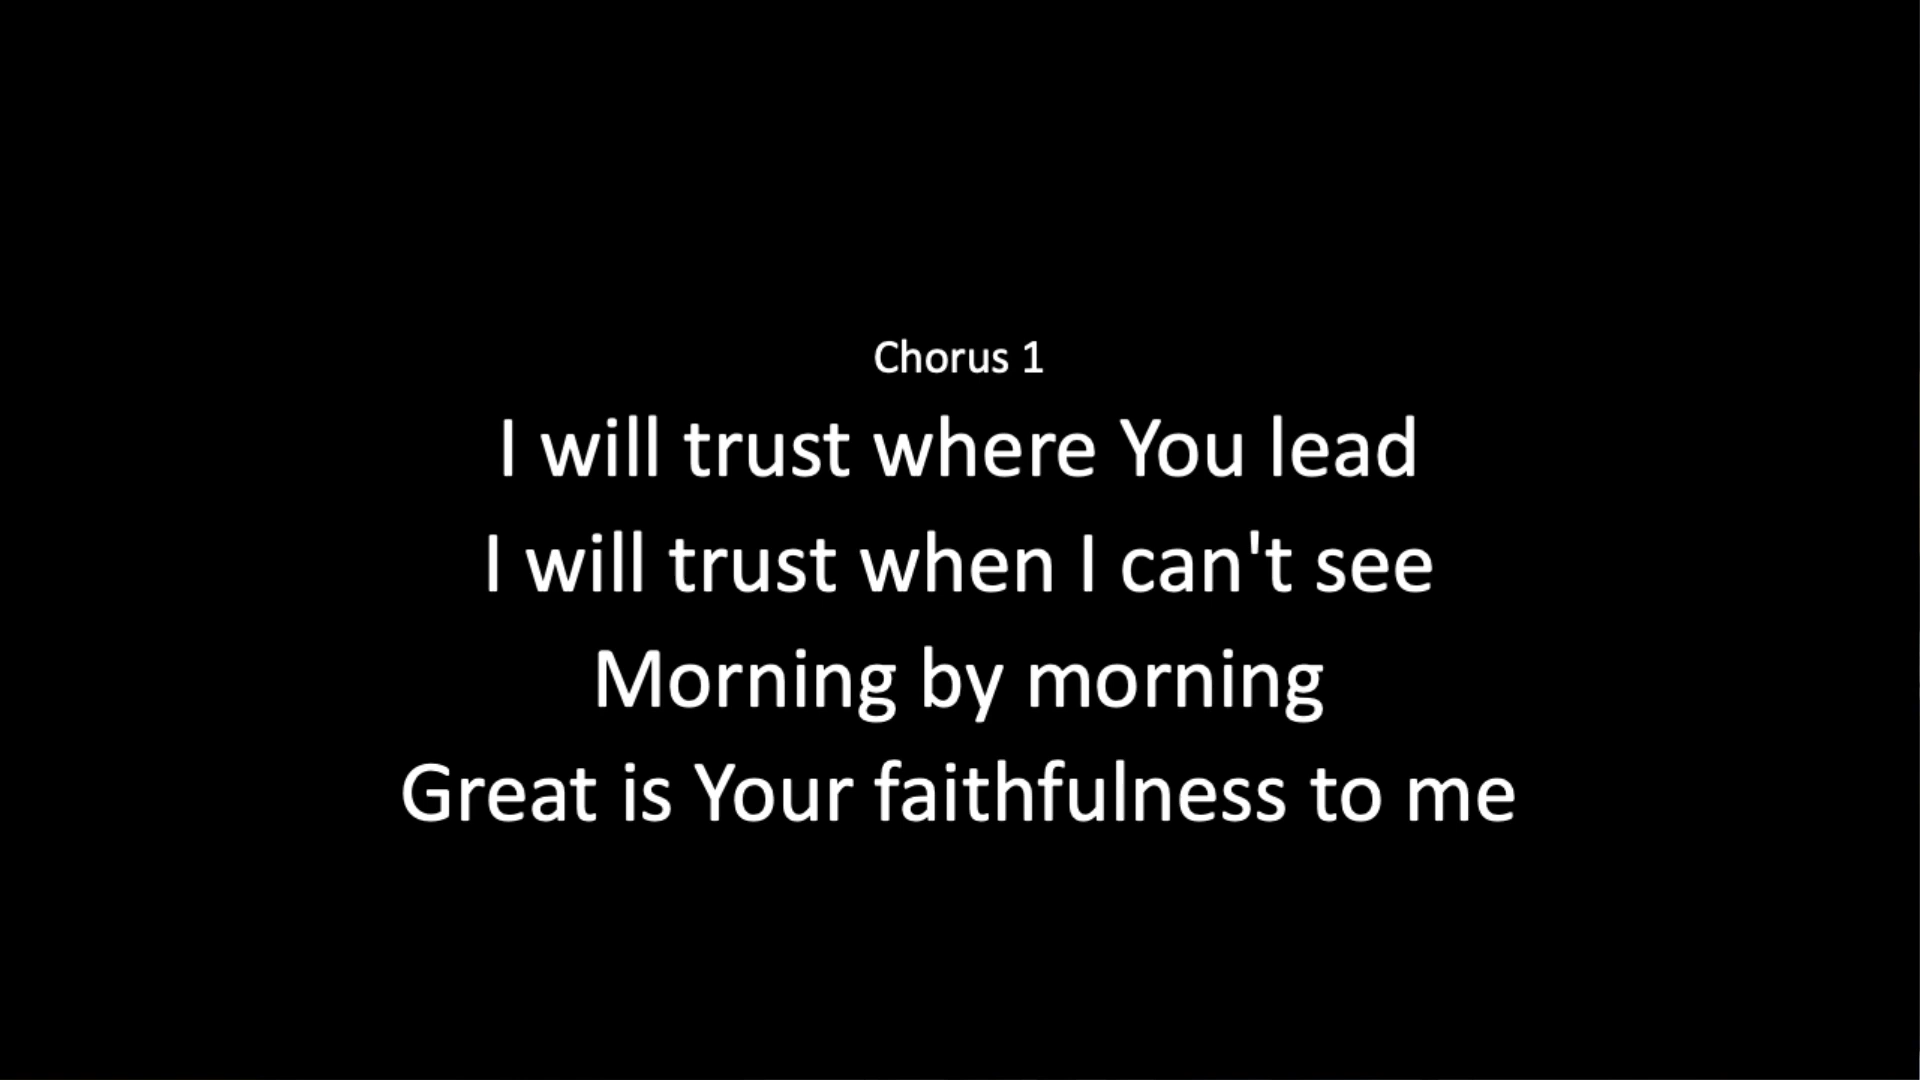 Chorus 1
I will trust where You lead
I will trust when I can't see
Morning by morning
Great is Your faithfulness to me